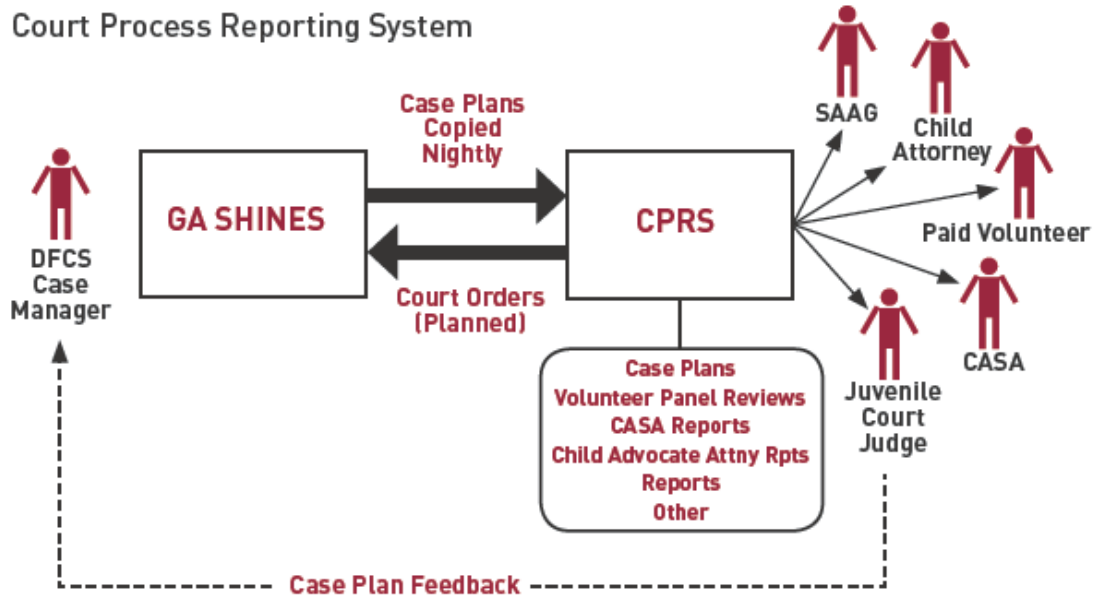 Court Process Reporting System
Case Plans
Copied
Nightly
GA SHINES
CPRS
Court Orders
(Planned)
DFCS
Case
Manager
SAAG
Child
Attorney
Paid Volunteer
CASA
Juvenile
Court
Judge
Case Plans
Volunteer Panel Reviews
CASA Reports
Child Advocate Attny Rpts
Reports
Other
Case Plan Feedback